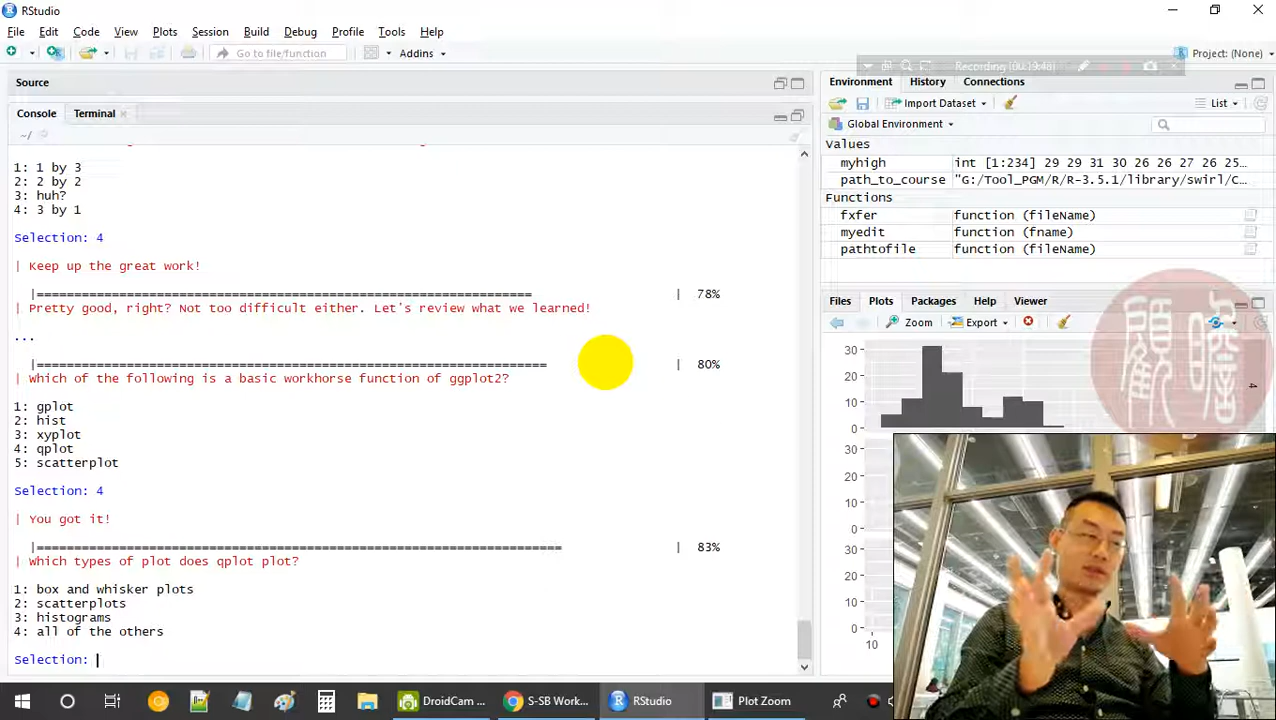 RStudio
File Edit Code View Plots Session Build Debug Profile Tools Help
Go to file/function Addins Project: (None)
Recording [00:19:48]
Source
Console Terminal
~/
1: 1 by 3
2: 2 by 2
3: huh?
4: 3 by 1
Selection: 4
| Keep up the great work!
|================================================================== | 78%
| Pretty good, right? Not too difficult either. Let's review what we learned!
...
|==================================================================== | 80%
| Which of the following is a basic workhorse function of ggplot2?
1: gplot
2: hist
3: xyplot
4: qplot
5: scatterplot
Selection: 4
| You got it!
|====================================================================== | 83%
| Which types of plot does qplot plot?
1: box and whisker plots
2: scatterplots
3: histograms
4: all of the others
Selection:
Environment History Connections
Import Dataset List
Global Environment
Values
myhigh int [1:234] 29 29 31 30 26 26 27 26 25…
path_to_course "G:/Tool_PGM/R/R-3.5.1/library/swirl/C…
Functions
fxfer function (fileName)
myedit function (fname)
pathtofile function (fileName)
Files Plots Packages Help Viewer
Zoom Export
30
20
10
0
4
30
20
10
0
30
20
10
0
10
DroidCam ... S-SB Work... RStudio Plot Zoom